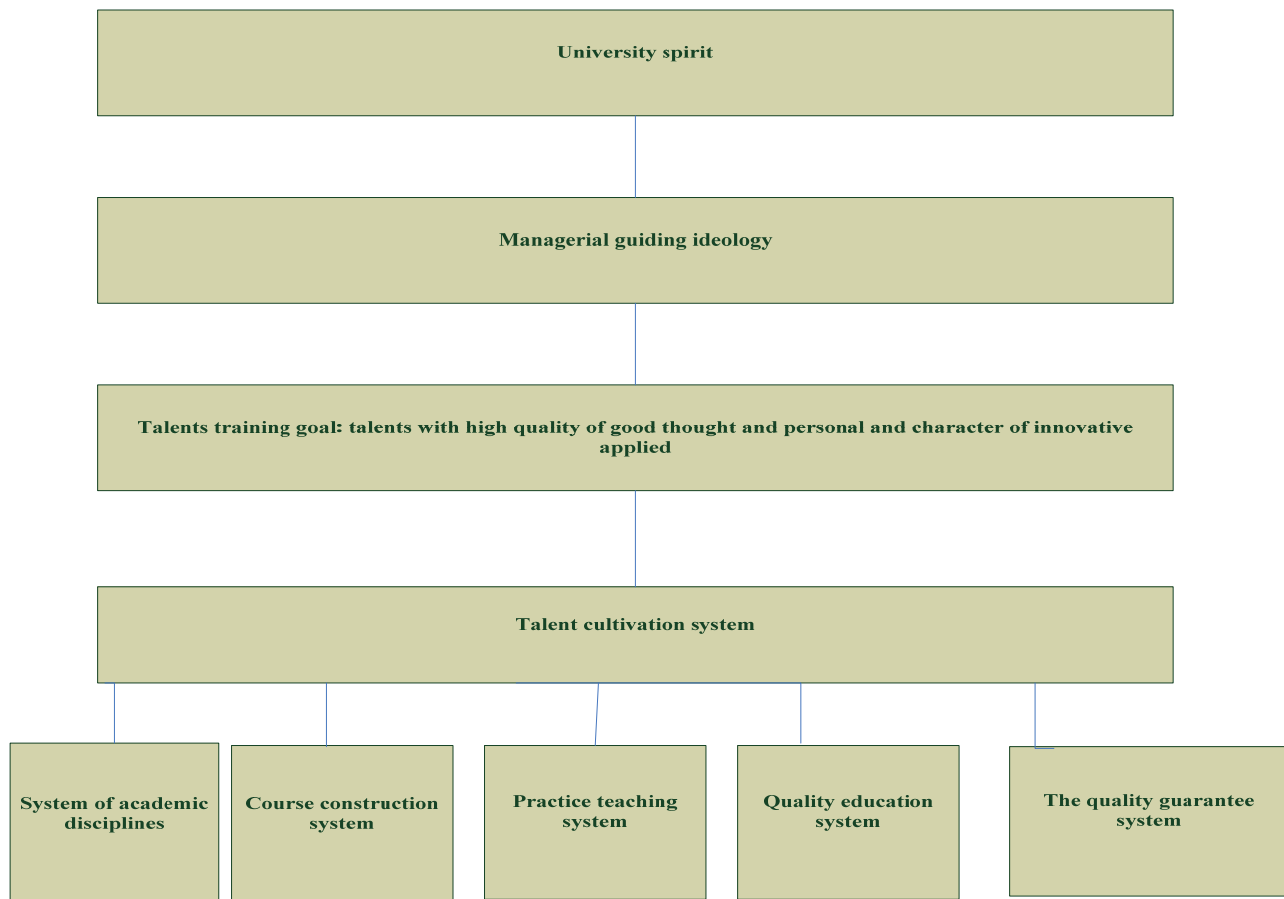 University spirit
Managerial guiding ideology
Talents training goal: talents with high quality of good thought and personal and character of innovative
applied
Talent cultivation system
System of academic
disciplines
Course construction
system
Practice teaching
system
Quality education
system
The quality guarantee
system